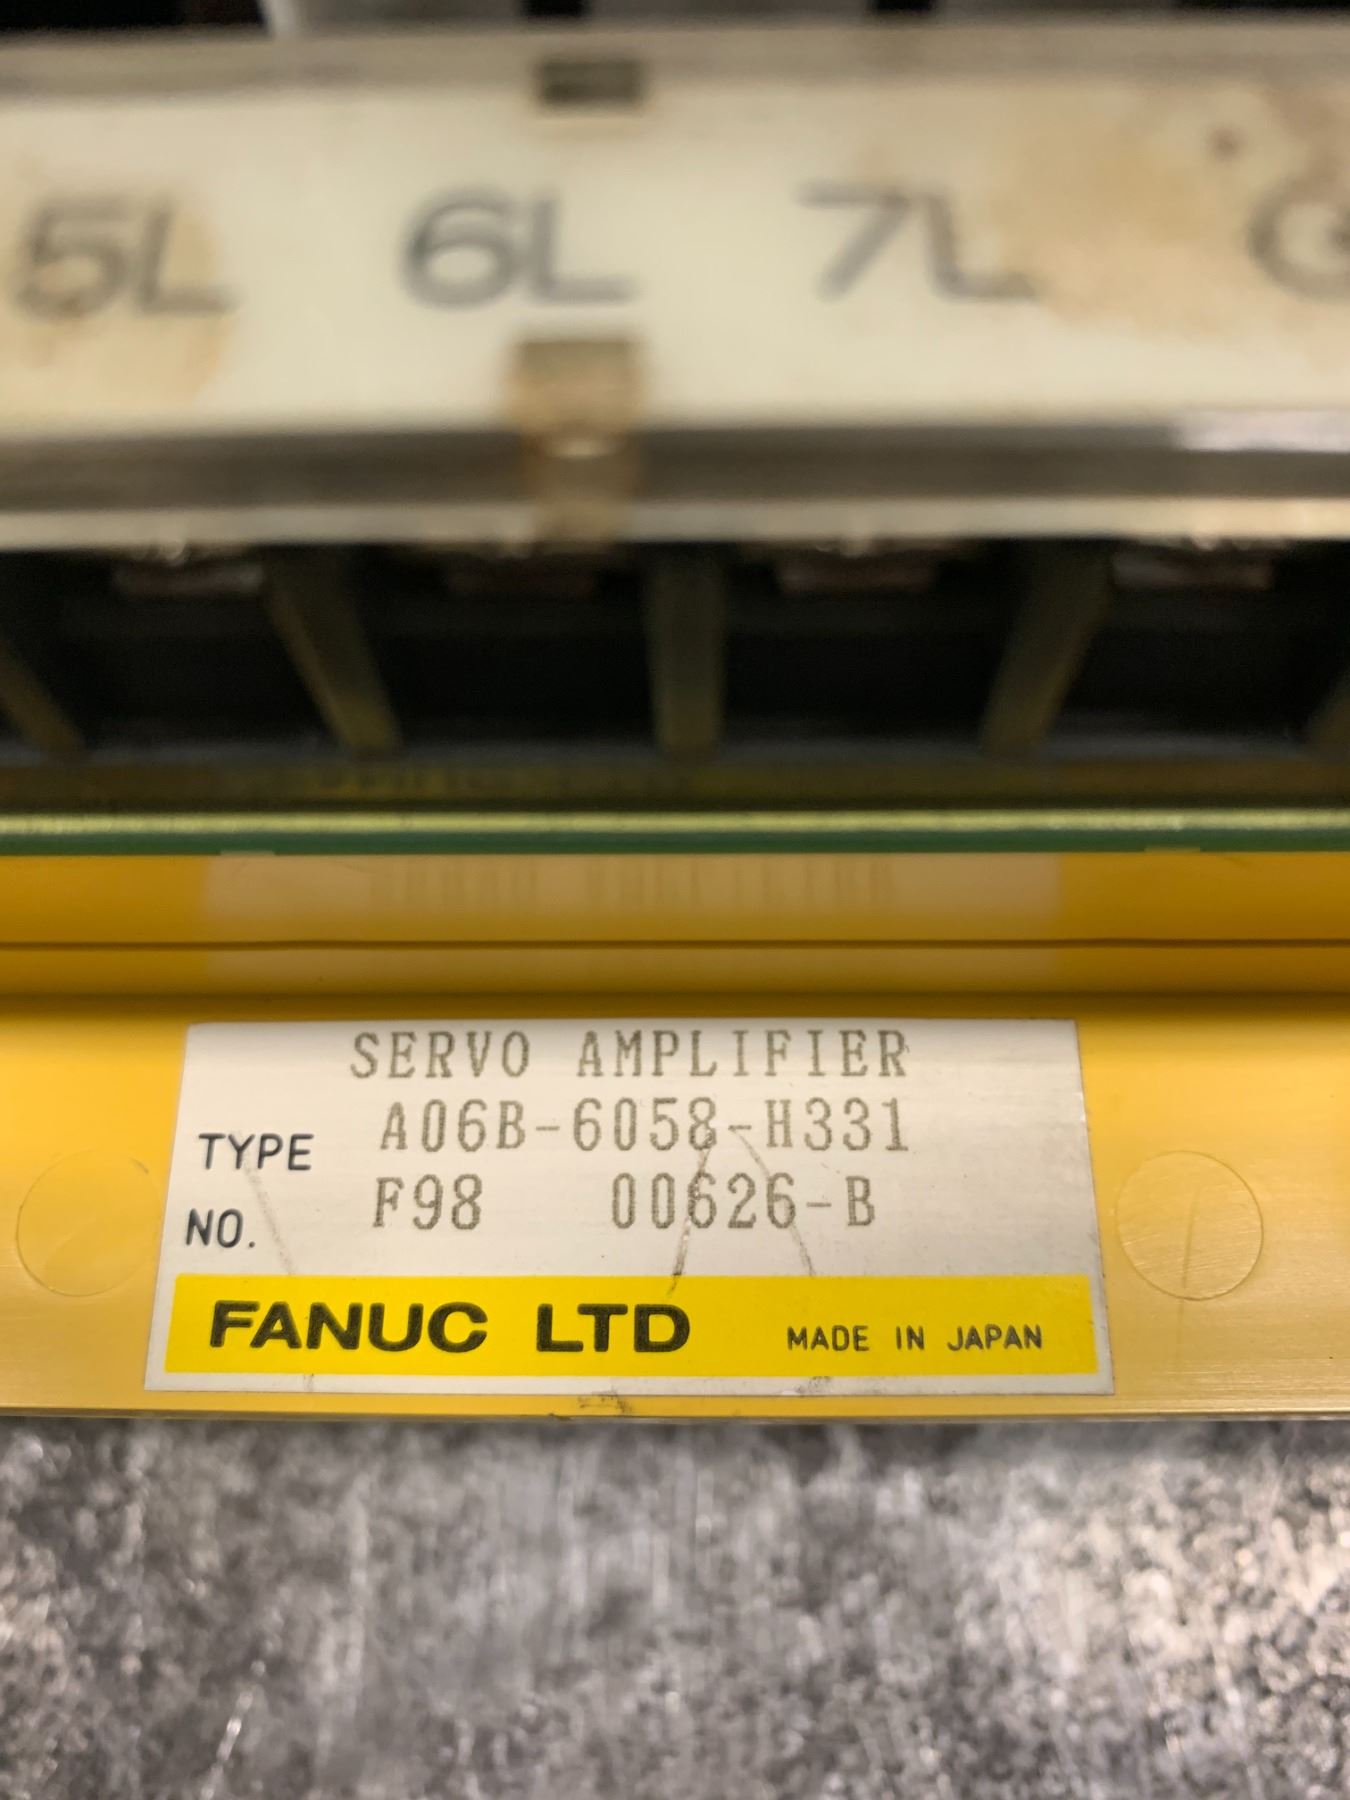 5L 6L 7L G
SERVO AMPLIFIER
TYPE A06B-6058-H331
NO. F98 00626-B
FANUC LTD MADE IN JAPAN